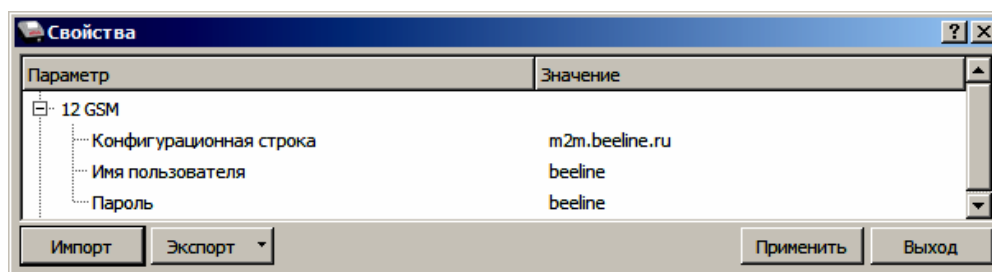 Свойства
Параметр Значение
12 GSM
Конфигурационная строка m2m.beeline.ru
Имя пользователя beeline
Пароль beeline
Импорт Экспорт Применить Выход